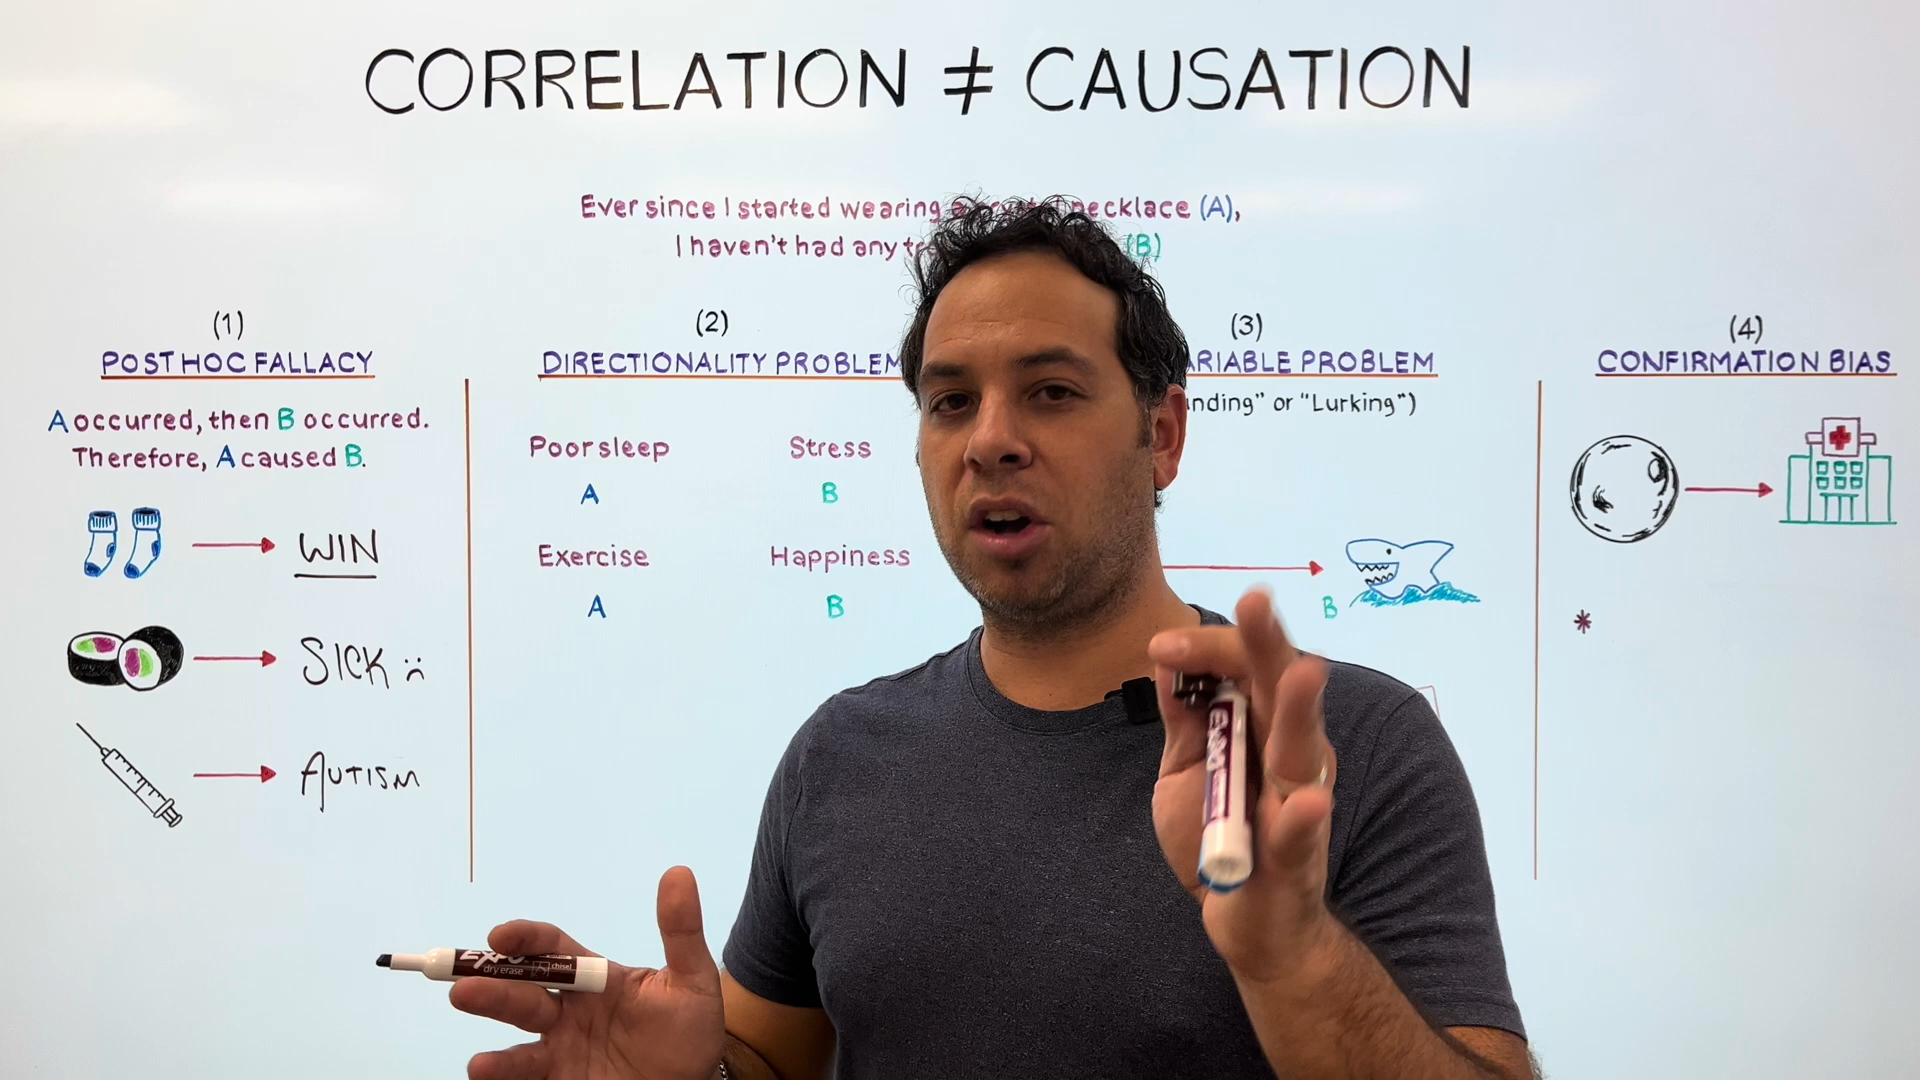 CORRELATION ≠ CAUSATION
Ever since I started wearing necklace (A),
I haven't had any (B)
(1)
POST HOC FALLACY
A occurred, then B occurred.
Therefore, A caused B.
WIN
SICK :(
AUTISM
(2)
DIRECTIONALITY PROBLEM
Poor sleep Stress
A B
Exercise Happiness
A B
(3)
PROBLEM
or "Lurking")
B
(4)
CONFIRMATION BIAS
*
EXPO
dry erase chisel
Expo